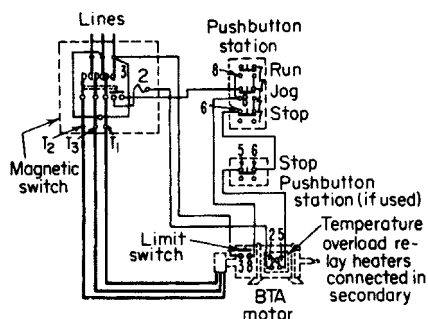 Lines
Pushbutton
station
3
2
8
Run
Jog
6
7
Stop
T2
T3
T1
Magnetic
switch
5 6
Stop
Pushbutton
station (if used)
Limit
switch
2 5
3 8
Temperature
overload re-
lay heaters
connected in
secondary
BTA
motor